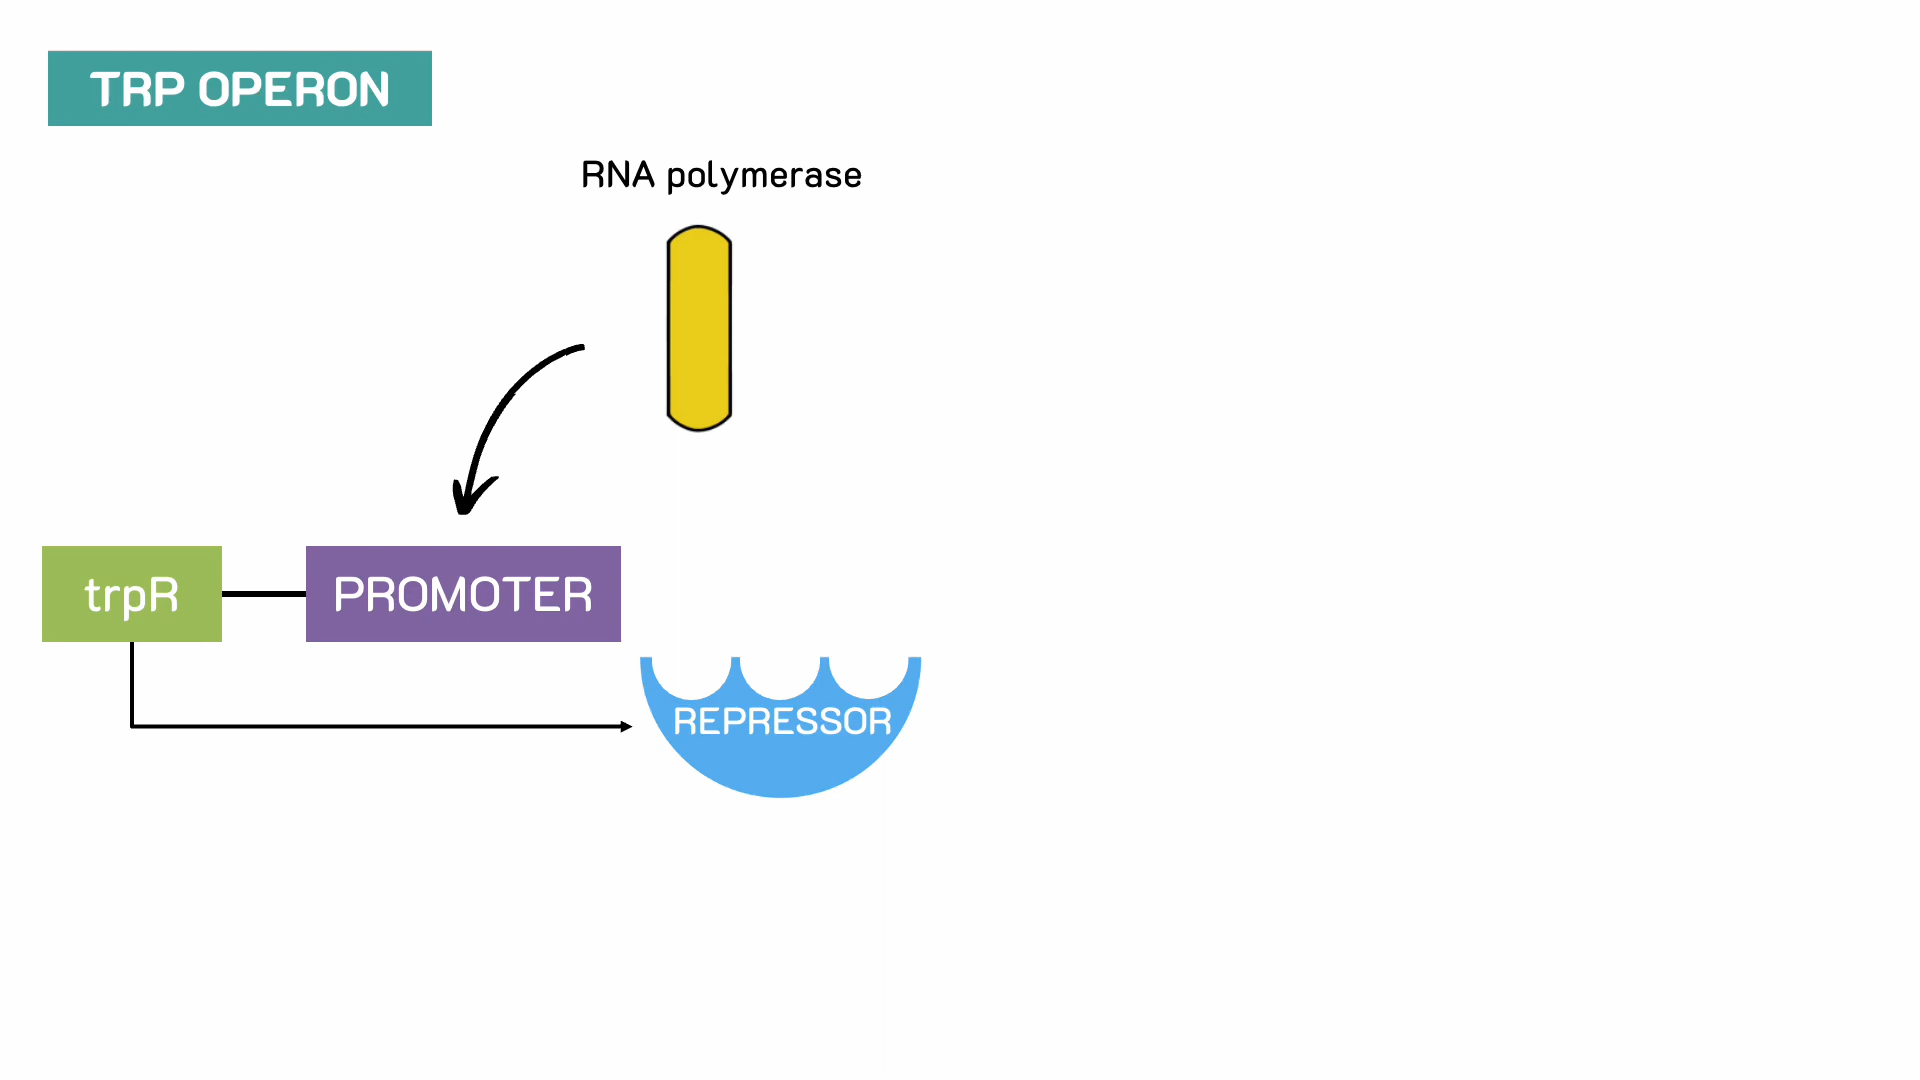 TRP OPERON
RNA polymerase
trpR
PROMOTER
REPRESSOR